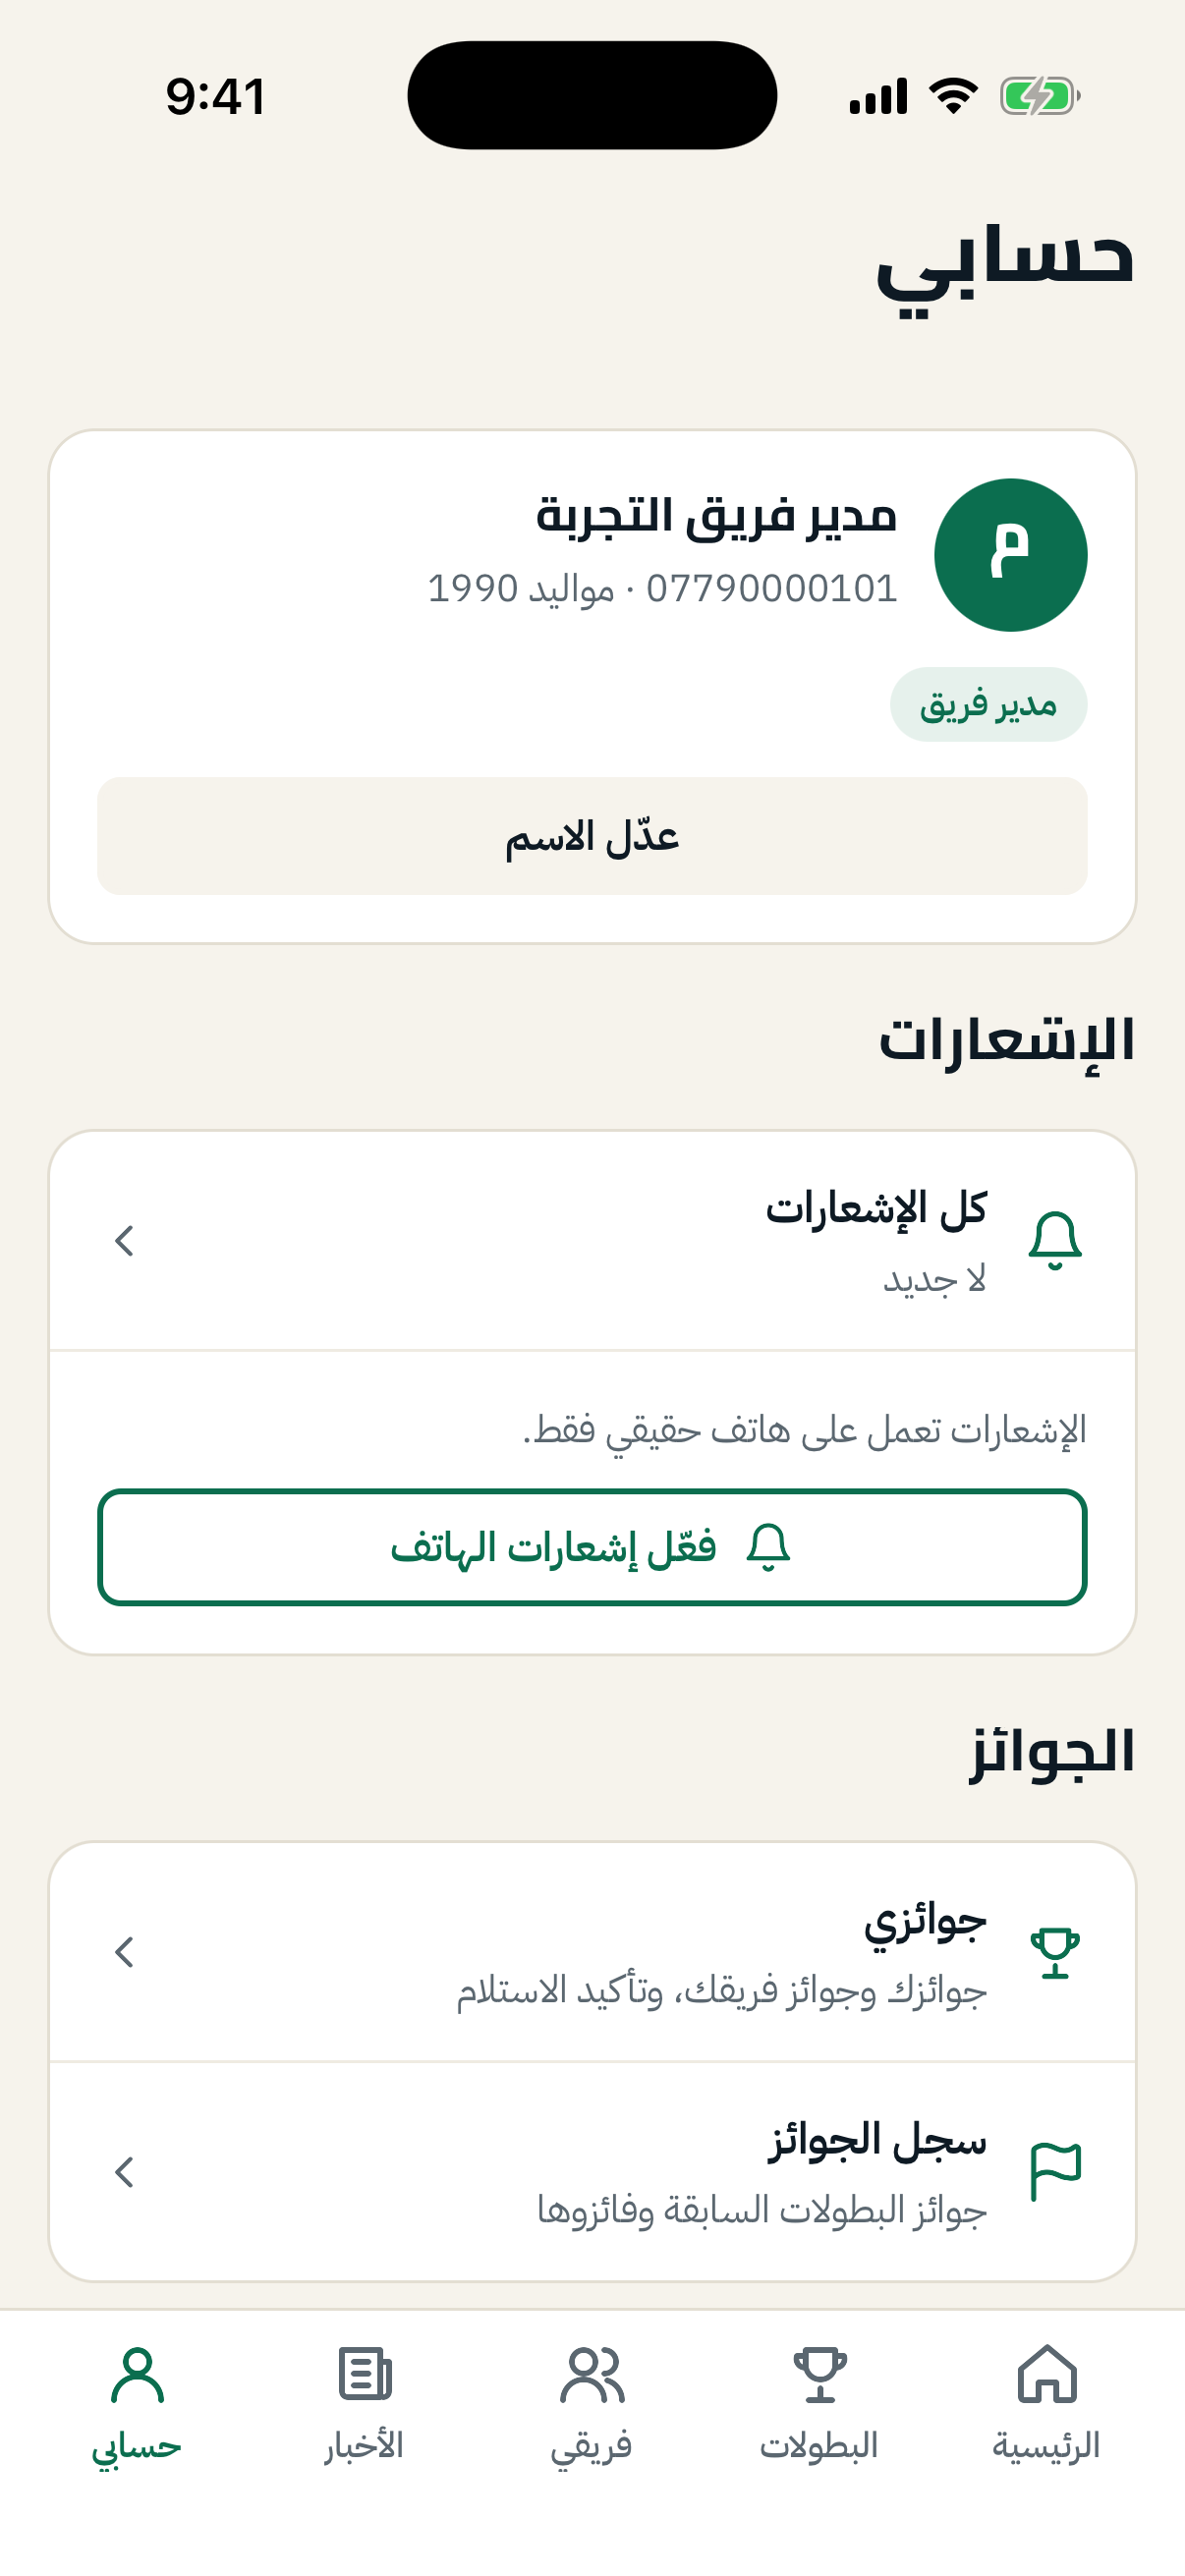 9:41
حسابي
م
مدير فريق التجربة
07790000101 · مواليد 1990
مدير فريق
عدّل الاسم
الإشعارات
كل الإشعارات
لا جديد
الإشعارات تعمل على هاتف حقيقي فقط.
فعّل إشعارات الهاتف
الجوائز
جوائزي
جوائزك وجوائز فريقك، وتأكيد الاستلام
سجل الجوائز
جوائز البطولات السابقة وفائزوها
الرئيسية
البطولات
فريقي
الأخبار
حسابي